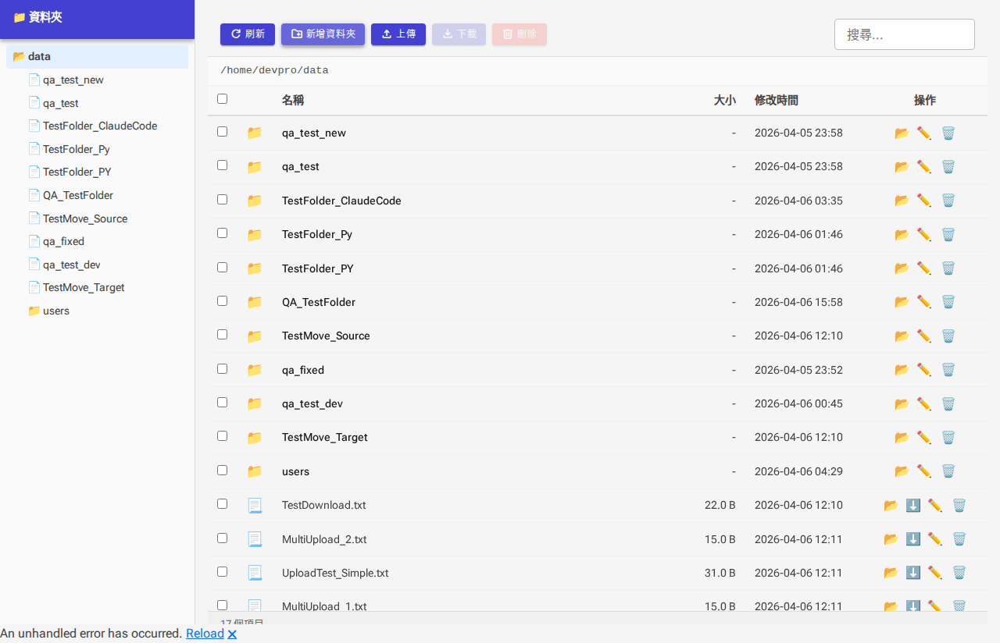 資料夾
data
qa_test_new
qa_test
TestFolder_ClaudeCode
TestFolder_Py
TestFolder_PY
QA_TestFolder
TestMove_Source
qa_fixed
qa_test_dev
TestMove_Target
users
刷新 新增資料夾 上傳 下載 刪除 搜尋...
/home/devpro/data
名稱 大小 修改時間 操作
qa_test_new - 2026-04-05 23:58
qa_test - 2026-04-05 23:58
TestFolder_ClaudeCode - 2026-04-06 03:35
TestFolder_Py - 2026-04-06 01:46
TestFolder_PY - 2026-04-06 01:46
QA_TestFolder - 2026-04-06 15:58
TestMove_Source - 2026-04-06 12:10
qa_fixed - 2026-04-05 23:52
qa_test_dev - 2026-04-06 00:45
TestMove_Target - 2026-04-06 12:10
users - 2026-04-06 04:29
TestDownload.txt 22.0 B 2026-04-06 12:10
MultiUpload_2.txt 15.0 B 2026-04-06 12:11
UploadTest_Simple.txt 31.0 B 2026-04-06 12:11
MultiUpload_1.txt 15.0 B 2026-04-06 12:11
17 個項目
An unhandled error has occurred. Reload X